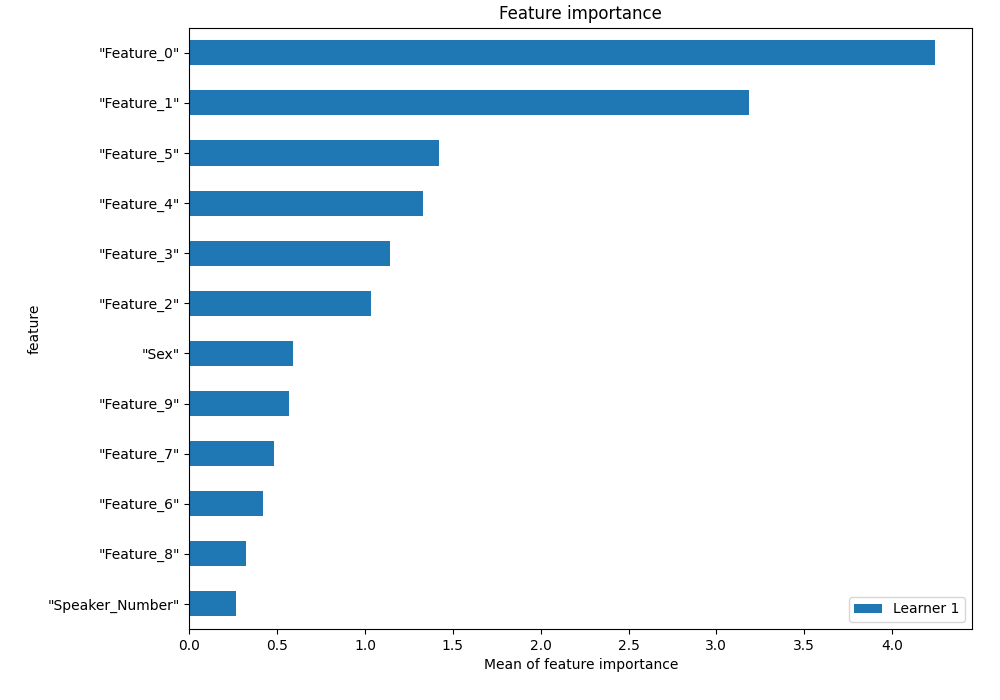 Feature importance
"Feature_0"
"Feature_1"
"Feature_5"
"Feature_4"
"Feature_3"
"Feature_2"
"Sex"
"Feature_9"
"Feature_7"
"Feature_6"
"Feature_8"
"Speaker_Number"
feature
Learner 1
0.0 0.5 1.0 1.5 2.0 2.5 3.0 3.5 4.0
Mean of feature importance